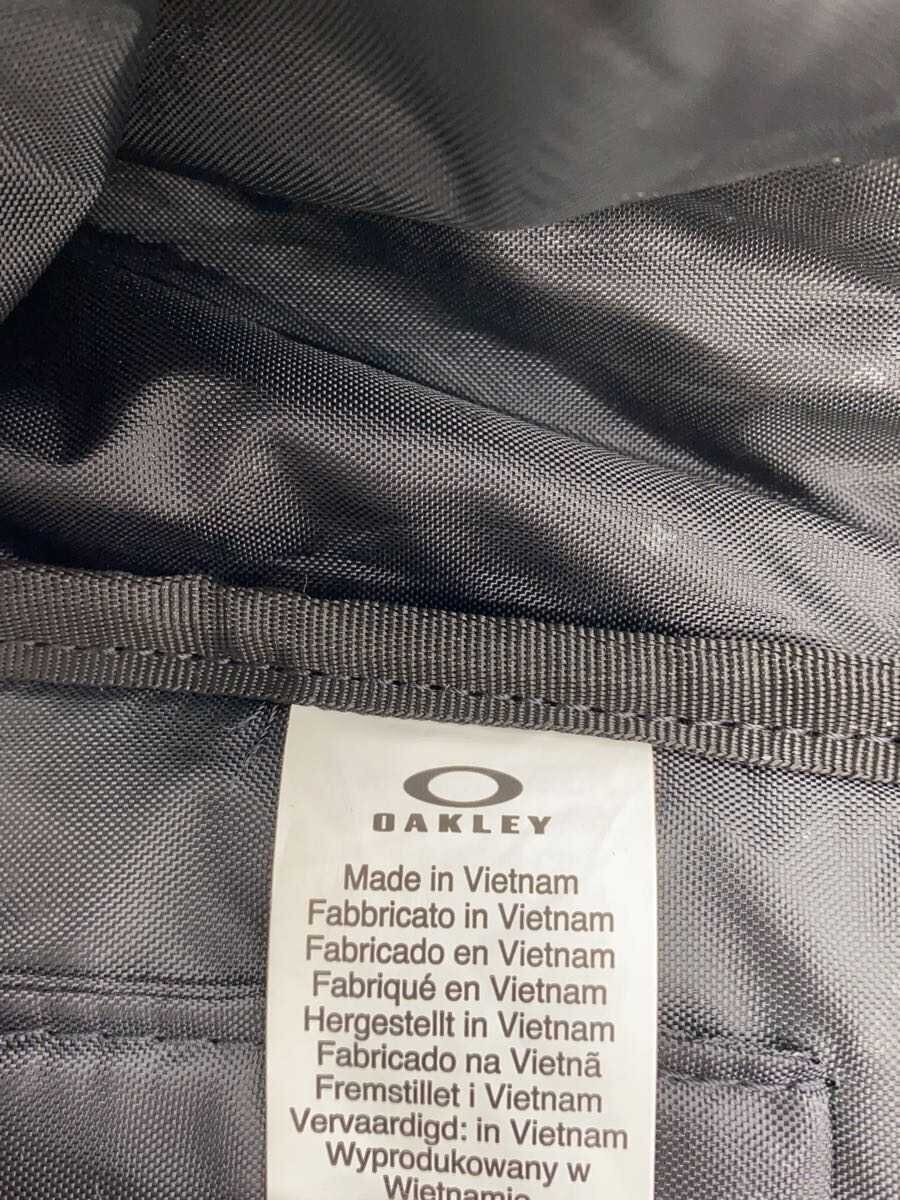 OAKLEY
Made in Vietnam
Fabbricato in Vietnam
Fabricado en Vietnam
Fabriqué en Vietnam
Hergestellt in Vietnam
Fabricado na Vietnã
Fremstillet i Vietnam
Vervaardigd: in Vietnam
Wyprodukowany w
Wietnamie